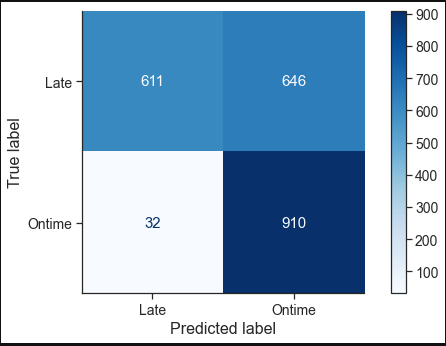 Late
611
646
Ontime
32
910
Late
Ontime
Predicted label
True label
900
800
700
600
500
400
300
200
100